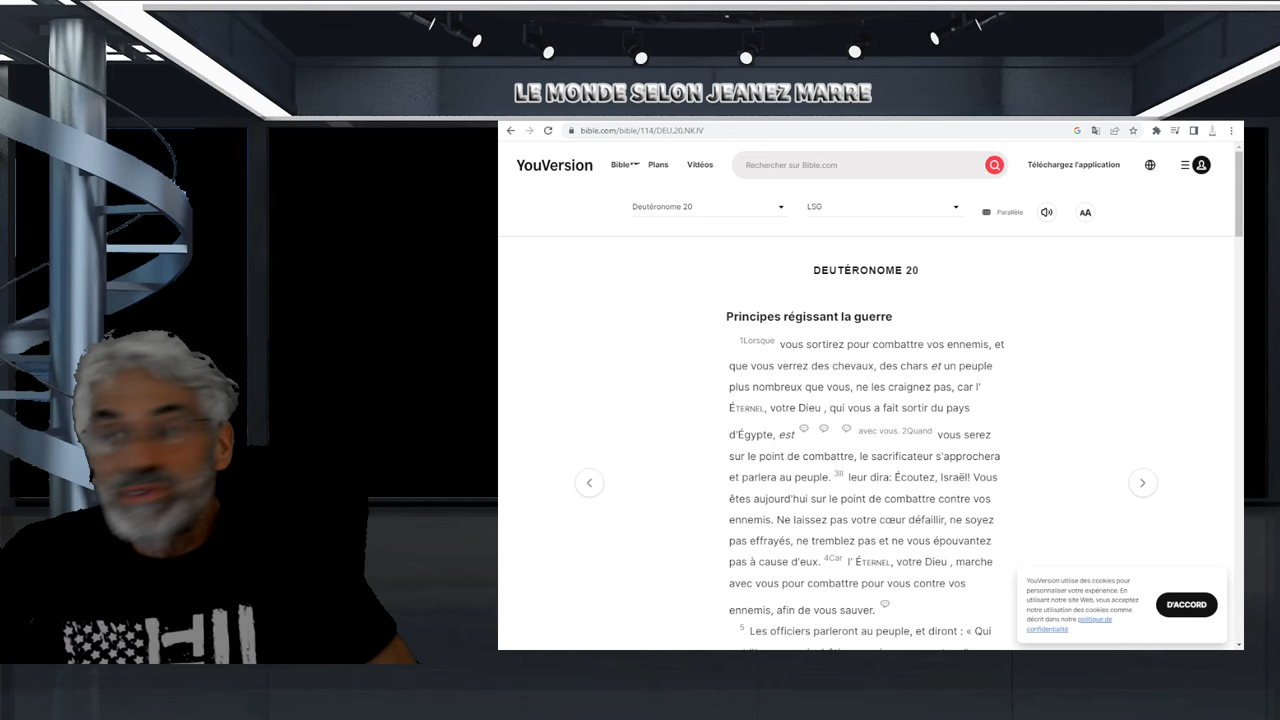 LE MONDE SELON JEANEZ MARRE
bible.com/bible/114/DEU.20.NKJV
YouVersion Bible Plans Vidéos Rechercher sur Bible.com Téléchargez l'application
Deutéronome 20 LSG Parallèle AA
DEUTÉRONOME 20
Principes régissant la guerre
1Lorsque vous sortirez pour combattre vos ennemis, et
que vous verrez des chevaux, des chars et un peuple
plus nombreux que vous, ne les craignez pas, car l'
ÉTERNEL, votre Dieu , qui vous a fait sortir du pays
d'Égypte, est avec vous. 2Quand vous serez
sur le point de combattre, le sacrificateur s'approchera
et parlera au peuple. 3Il leur dira: Écoutez, Israël! Vous
êtes aujourd'hui sur le point de combattre contre vos
ennemis. Ne laissez pas votre cœur défaillir, ne soyez
pas effrayés, ne tremblez pas et ne vous épouvantez
pas à cause d'eux. 4Car l' ÉTERNEL, votre Dieu , marche
avec vous pour combattre pour vous contre vos
ennemis, afin de vous sauver.
5 Les officiers parleront au peuple, et diront : « Qui
YouVersion utilise des cookies pour
personnaliser votre expérience. En
utilisant notre site Web, vous acceptez
notre utilisation des cookies comme
décrit dans notre politique de
confidentialité
D'ACCORD